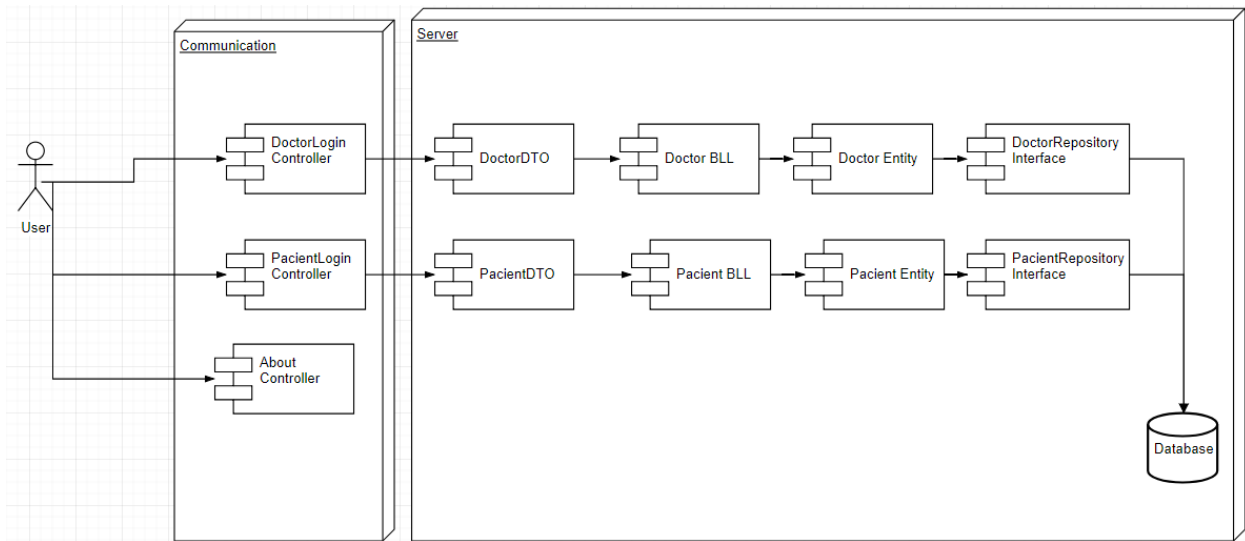 Communication
Server
User
DoctorLogin
Controller
DoctorDTO
Doctor BLL
Doctor Entity
DoctorRepository
Interface
PacientLogin
Controller
PacientDTO
Pacient BLL
Pacient Entity
PacientRepository
Interface
About
Controller
Database